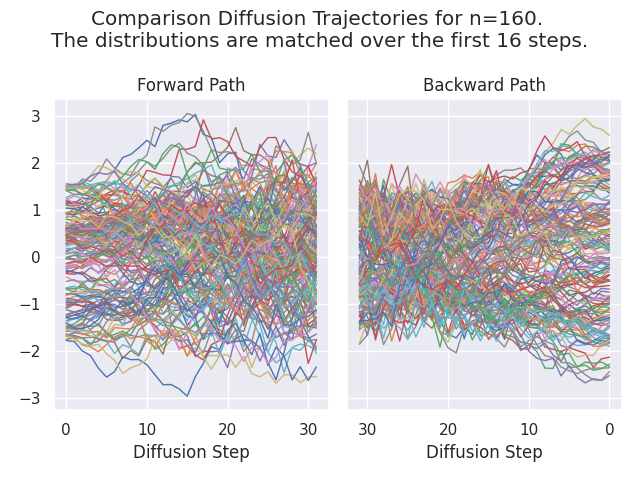 Comparison Diffusion Trajectories for n=160.
The distributions are matched over the first 16 steps.
Forward Path
Backward Path
3
2
1
0
−1
−2
−3
0 10 20 30
30 20 10 0
Diffusion Step
Diffusion Step